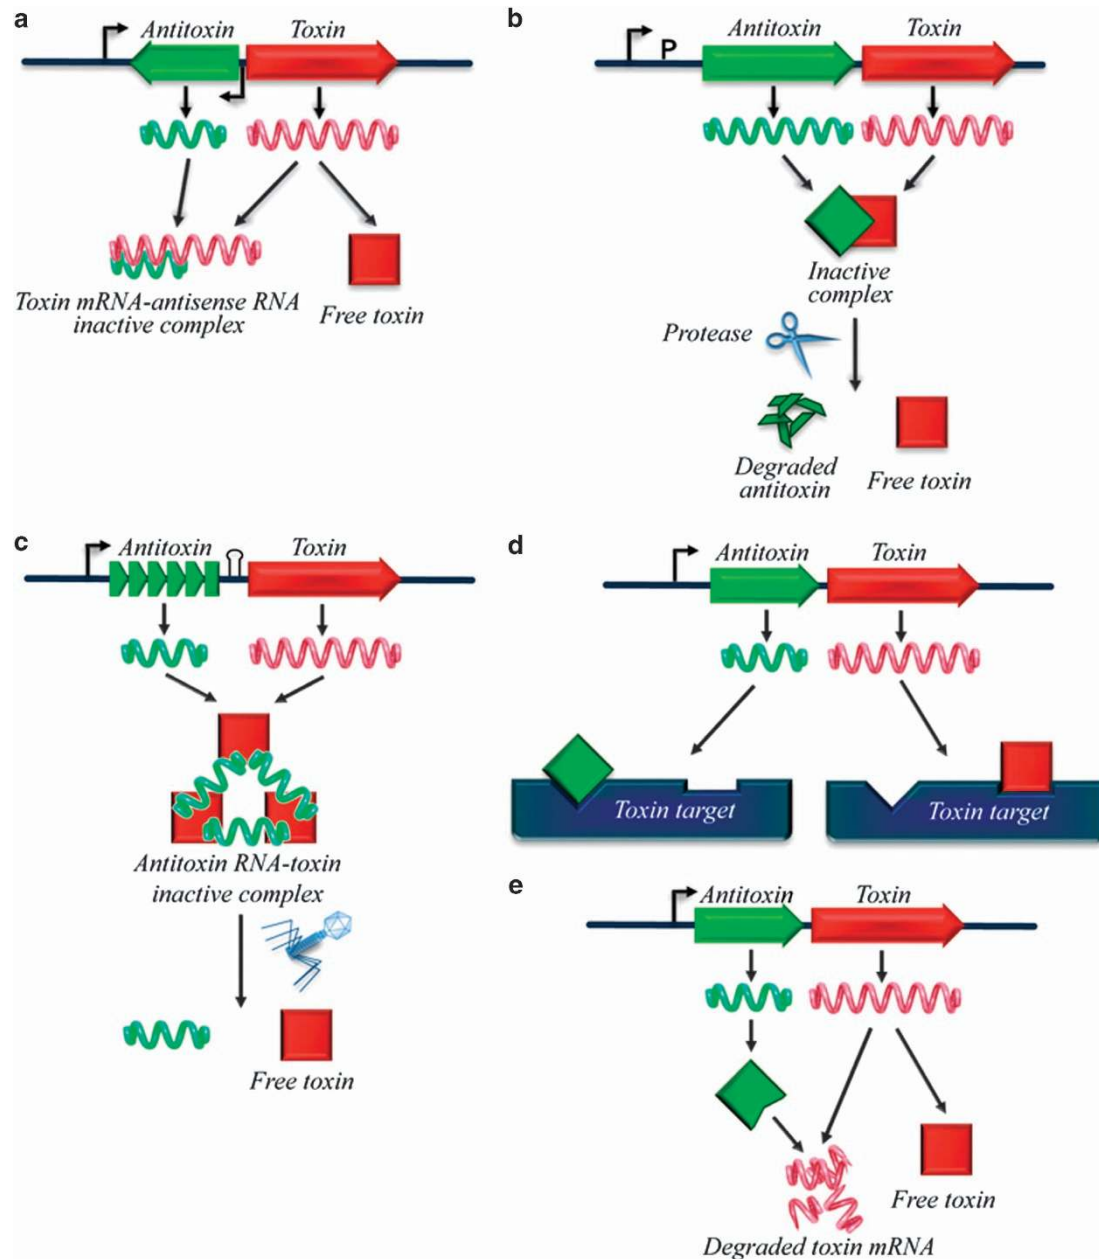 a
Antitoxin
Toxin
Toxin mRNA-antisense RNA
inactive complex
Free toxin
b
P
Antitoxin
Toxin
Inactive
complex
Protease
Degraded
antitoxin
Free toxin
c
Antitoxin
Toxin
Antitoxin RNA-toxin
inactive complex
Free toxin
d
Antitoxin
Toxin
Toxin target
Toxin target
e
Antitoxin
Toxin
Free toxin
Degraded toxin mRNA